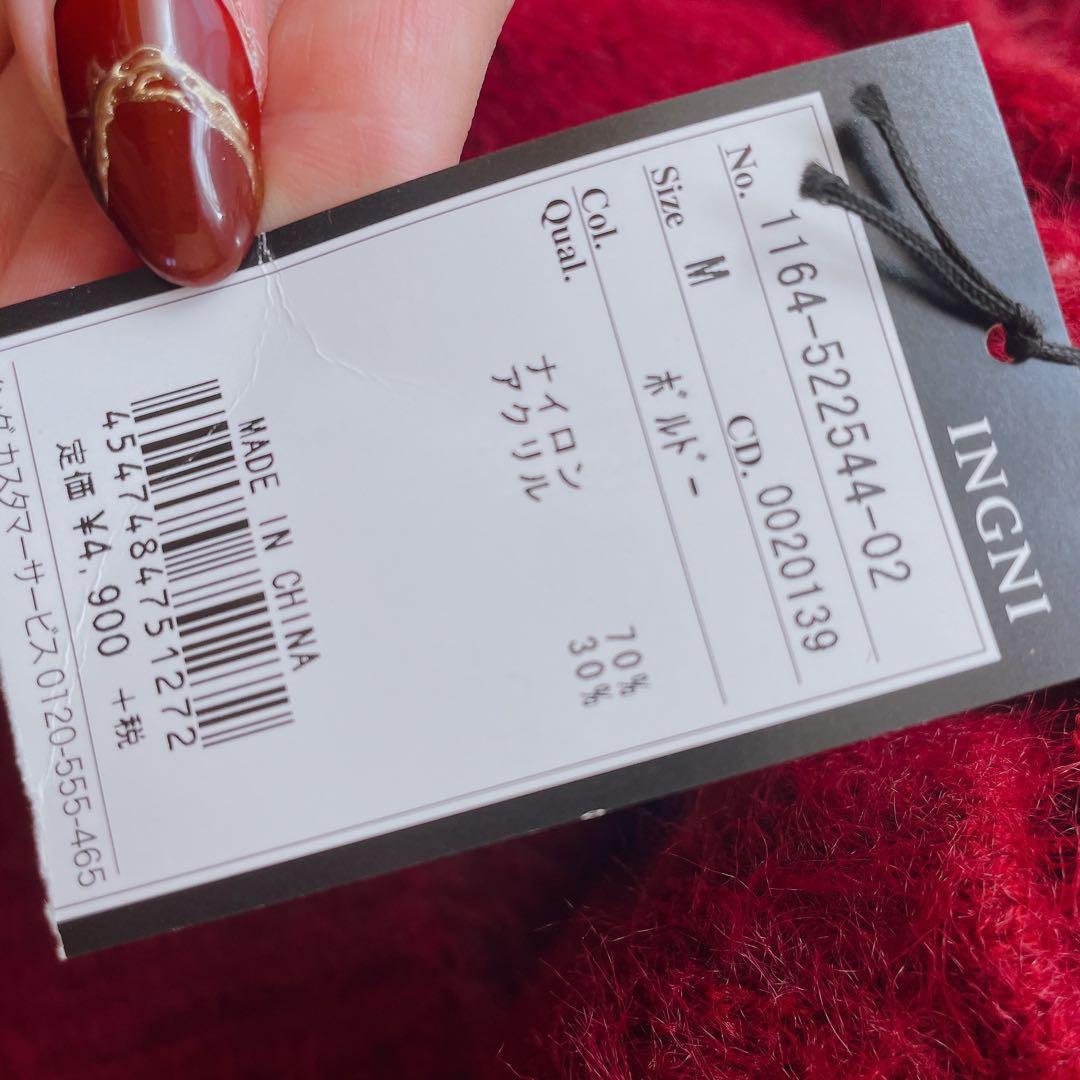 INGNI
No. 1164-522544-02
Size M CD. 0020139
Col. ﾎﾞﾙﾄﾞｰ
Qual.
ナイロン 70%
アクリル 30%
MADE IN CHINA
4547484751272
定価 ¥4,900 +税
カスタマーサービス 0120-555-465